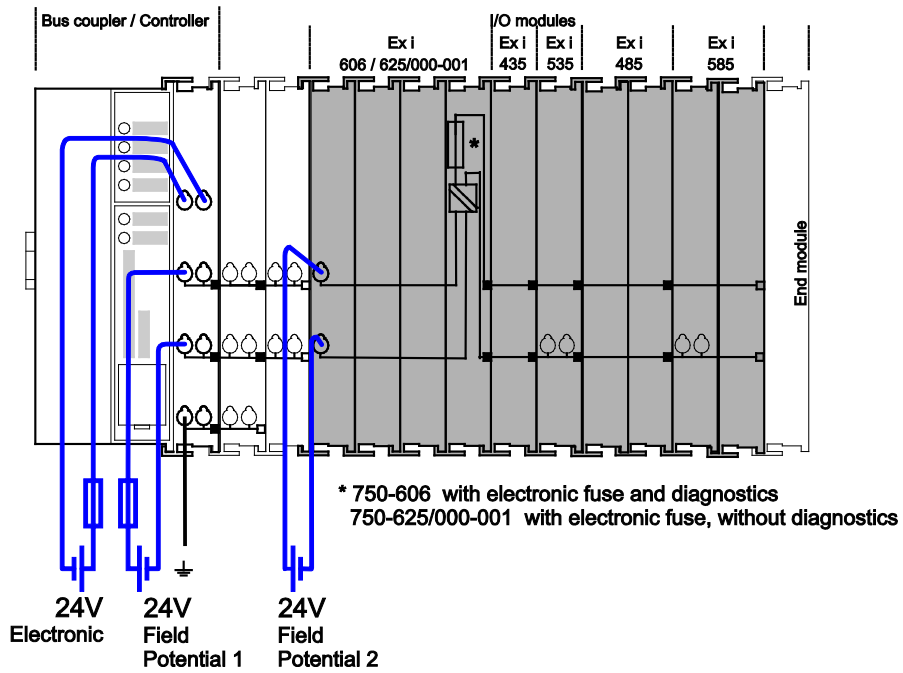 Bus coupler / Controller
I/O modules
Ex i
606 / 625/000-001
Ex i
435
Ex i
535
Ex i
485
Ex i
585
*
End module
* 750-606 with electronic fuse and diagnostics
750-625/000-001 with electronic fuse, without diagnostics
24V
Electronic
24V
Field
Potential 1
24V
Field
Potential 2